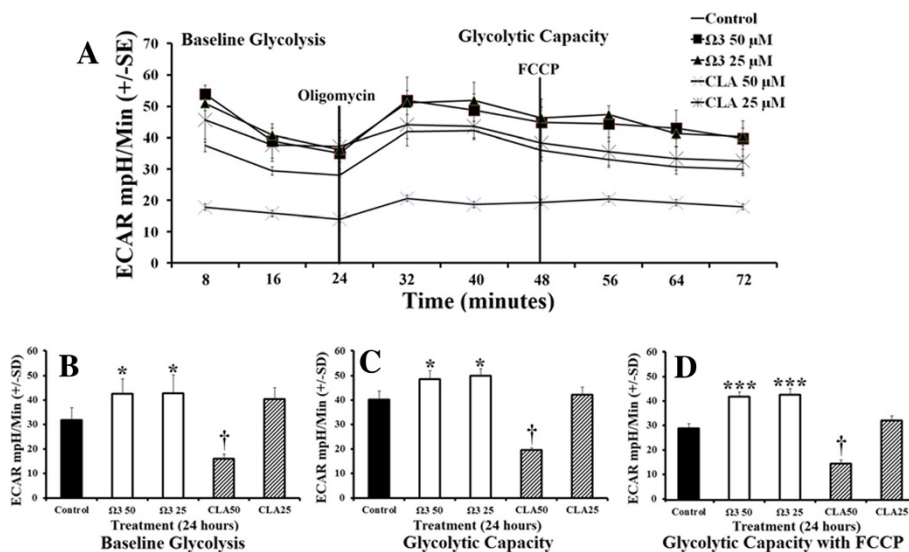 A
Baseline Glycolysis
Glycolytic Capacity
Oligomycin
FCCP
Control
Ω3 50 µM
Ω3 25 µM
CLA 50 µM
CLA 25 µM
ECAR mpH/Min (+/-SE)
70
60
50
40
30
20
10
0
8 16 24 32 40 48 56 64 72
Time (minutes)
B
ECAR mpH/Min (+/-SD)
60
50
40
30
20
10
0
* *
†
Control Ω3 50 Ω3 25 CLA50 CLA25
Treatment (24 hours)
Baseline Glycolysis
C
ECAR mpH/Min (+/-SD)
60
50
40
30
20
10
0
* *
†
Control Ω3 50 Ω3 25 CLA50 CLA25
Treatment (24 hours)
Glycolytic Capacity
D
ECAR mpH/Min (+/-SD)
60
50
40
30
20
10
0
*** ***
†
Control Ω3 50 Ω3 25 CLA50 CLA25
Treatment (24 hours)
Glycolytic Capacity with FCCP